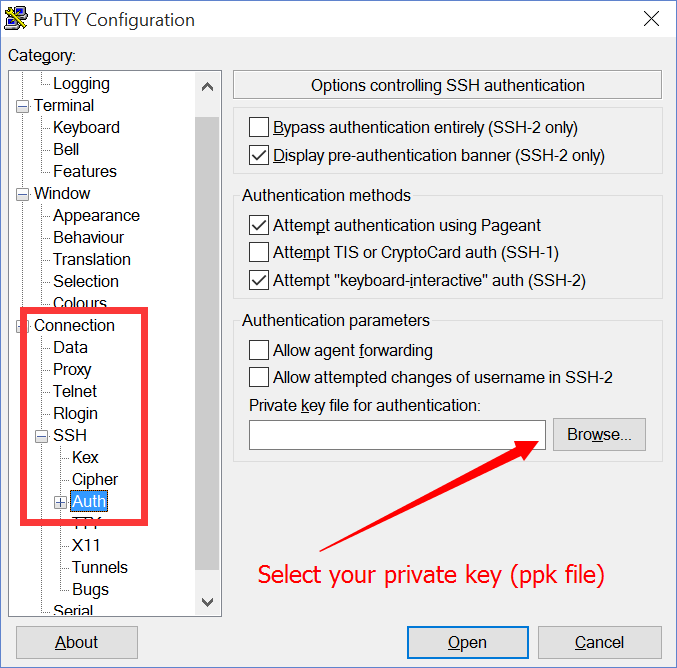 PuTTY Configuration
Category:
Logging
Terminal
Keyboard
Bell
Features
Window
Appearance
Behaviour
Translation
Selection
Colours
Connection
Data
Proxy
Telnet
Rlogin
SSH
Kex
Cipher
Auth
TTY
X11
Tunnels
Bugs
Serial
Options controlling SSH authentication
Bypass authentication entirely (SSH-2 only)
Display pre-authentication banner (SSH-2 only)
Authentication methods
Attempt authentication using Pageant
Attempt TIS or CryptoCard auth (SSH-1)
Attempt "keyboard-interactive" auth (SSH-2)
Authentication parameters
Allow agent forwarding
Allow attempted changes of username in SSH-2
Private key file for authentication:
Browse...
Select your private key (ppk file)
About
Open
Cancel